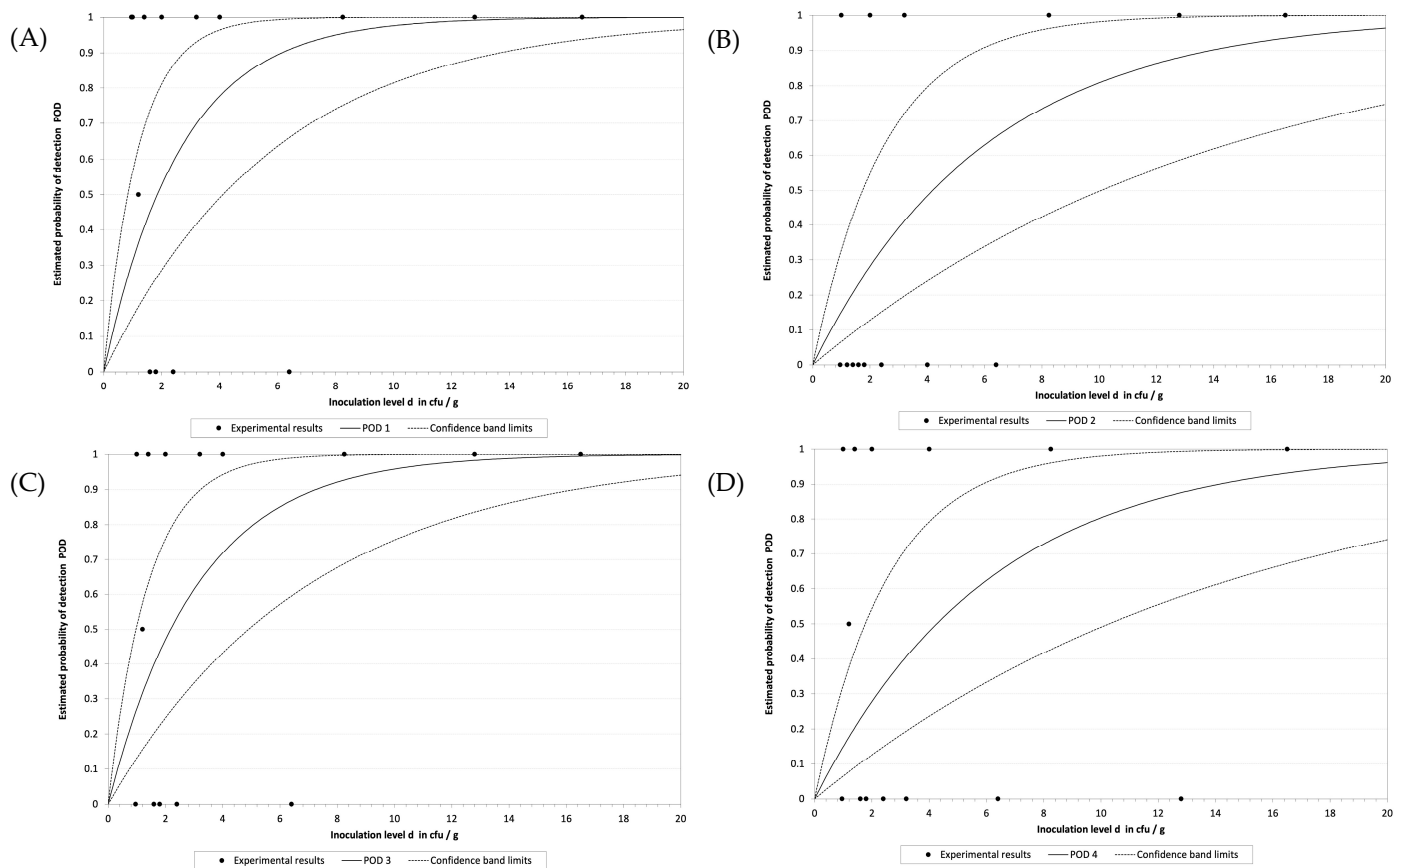 (A)
1
0.9
0.8
0.7
0.6
0.5
0.4
0.3
0.2
0.1
0
Estimated probability of detection POD
0 2 4 6 8 10 12 14 16 18 20
Inoculation level d in cfu / g
Experimental results POD 1 Confidence band limits
(B)
1
0.9
0.8
0.7
0.6
0.5
0.4
0.3
0.2
0.1
0
Estimated probability of detection POD
0 2 4 6 8 10 12 14 16 18 20
Inoculation level d in cfu / g
Experimental results POD 2 Confidence band limits
(C)
1
0.9
0.8
0.7
0.6
0.5
0.4
0.3
0.2
0.1
0
Estimated probability of detection POD
0 2 4 6 8 10 12 14 16 18 20
Inoculation level d in cfu / g
Experimental results POD 3 Confidence band limits
(D)
1
0.9
0.8
0.7
0.6
0.5
0.4
0.3
0.2
0.1
0
Estimated probability of detection POD
0 2 4 6 8 10 12 14 16 18 20
Inoculation level d in cfu / g
Experimental results POD 4 Confidence band limits